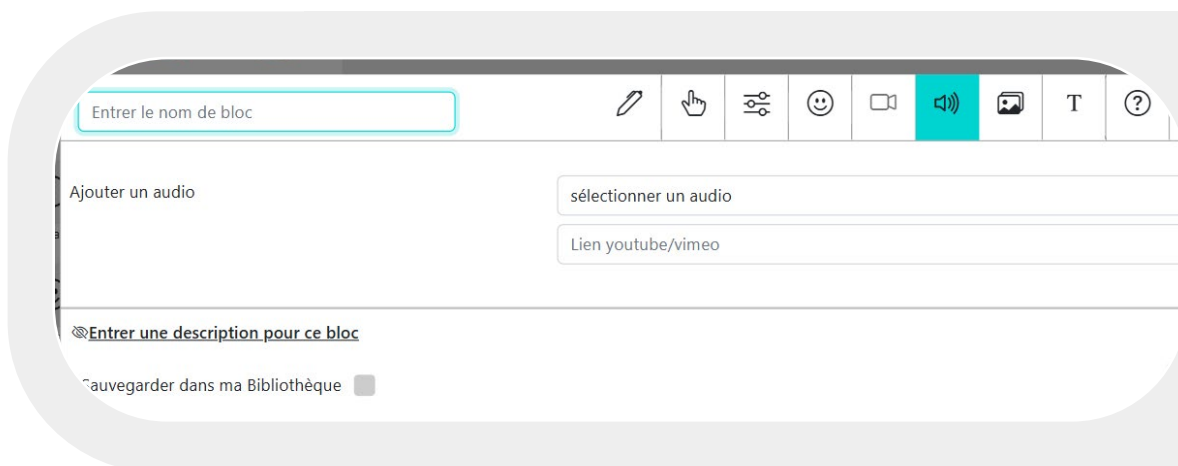 Entrer le nom de bloc
T
?
Ajouter un audio
sélectionner un audio
Lien youtube/vimeo
Entrer une description pour ce bloc
Sauvegarder dans ma Bibliothèque